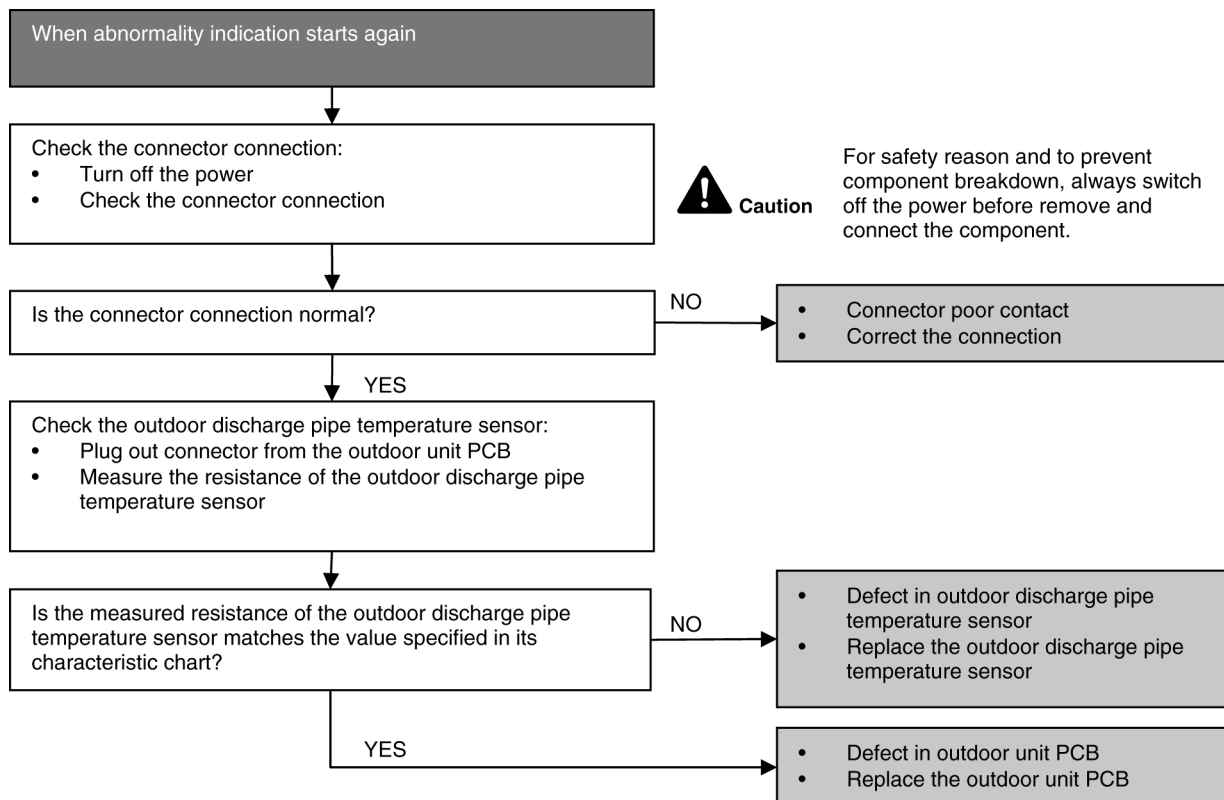 When abnormality indication starts again
Check the connector connection:
• Turn off the power
• Check the connector connection
Caution
For safety reason and to prevent
component breakdown, always switch
off the power before remove and
connect the component.
Is the connector connection normal?
NO
• Connector poor contact
• Correct the connection
YES
Check the outdoor discharge pipe temperature sensor:
• Plug out connector from the outdoor unit PCB
• Measure the resistance of the outdoor discharge pipe
temperature sensor
Is the measured resistance of the outdoor discharge pipe
temperature sensor matches the value specified in its
characteristic chart?
NO
• Defect in outdoor discharge pipe
temperature sensor
• Replace the outdoor discharge pipe
temperature sensor
YES
• Defect in outdoor unit PCB
• Replace the outdoor unit PCB